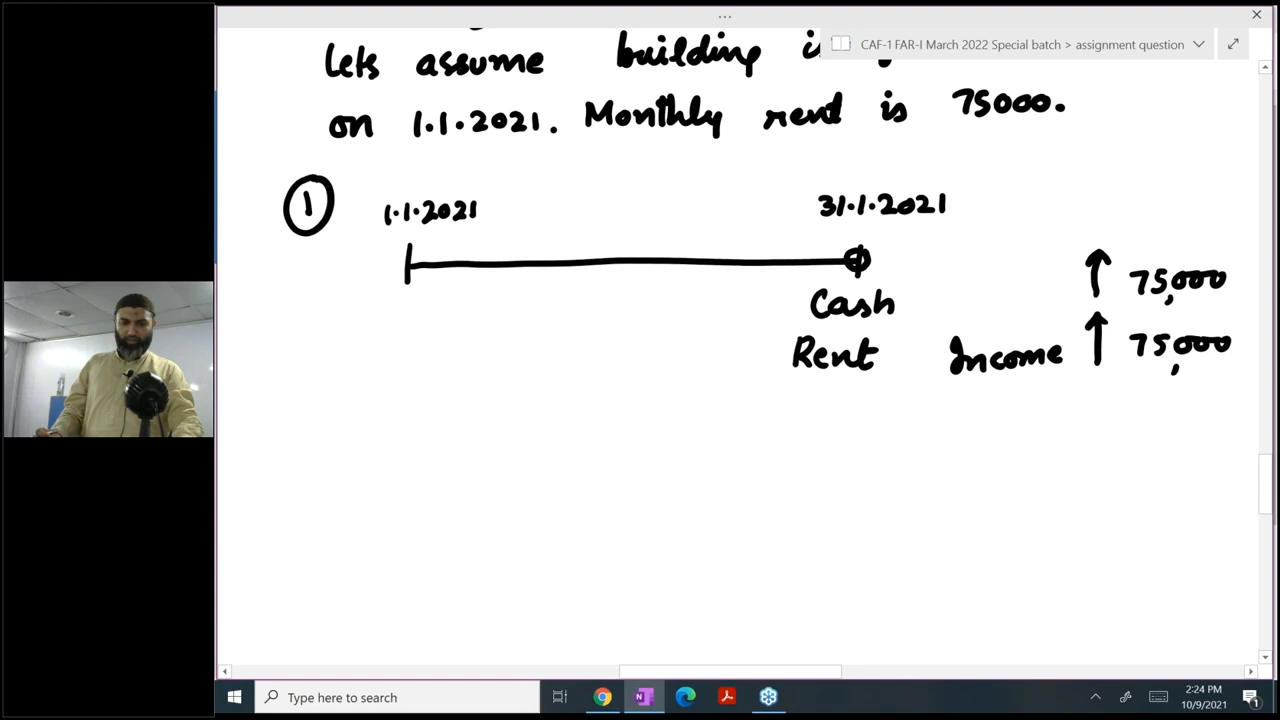 ...
CAF-1 FAR-I March 2022 Special batch > assignment question
Lets assume building
on 1.1.2021. Monthly rent is 75000.
1
1.1.2021 31.1.2021
Cash ↑ 75,000
Rent Income ↑ 75,000
Type here to search
2:24 PM
10/9/2021
1